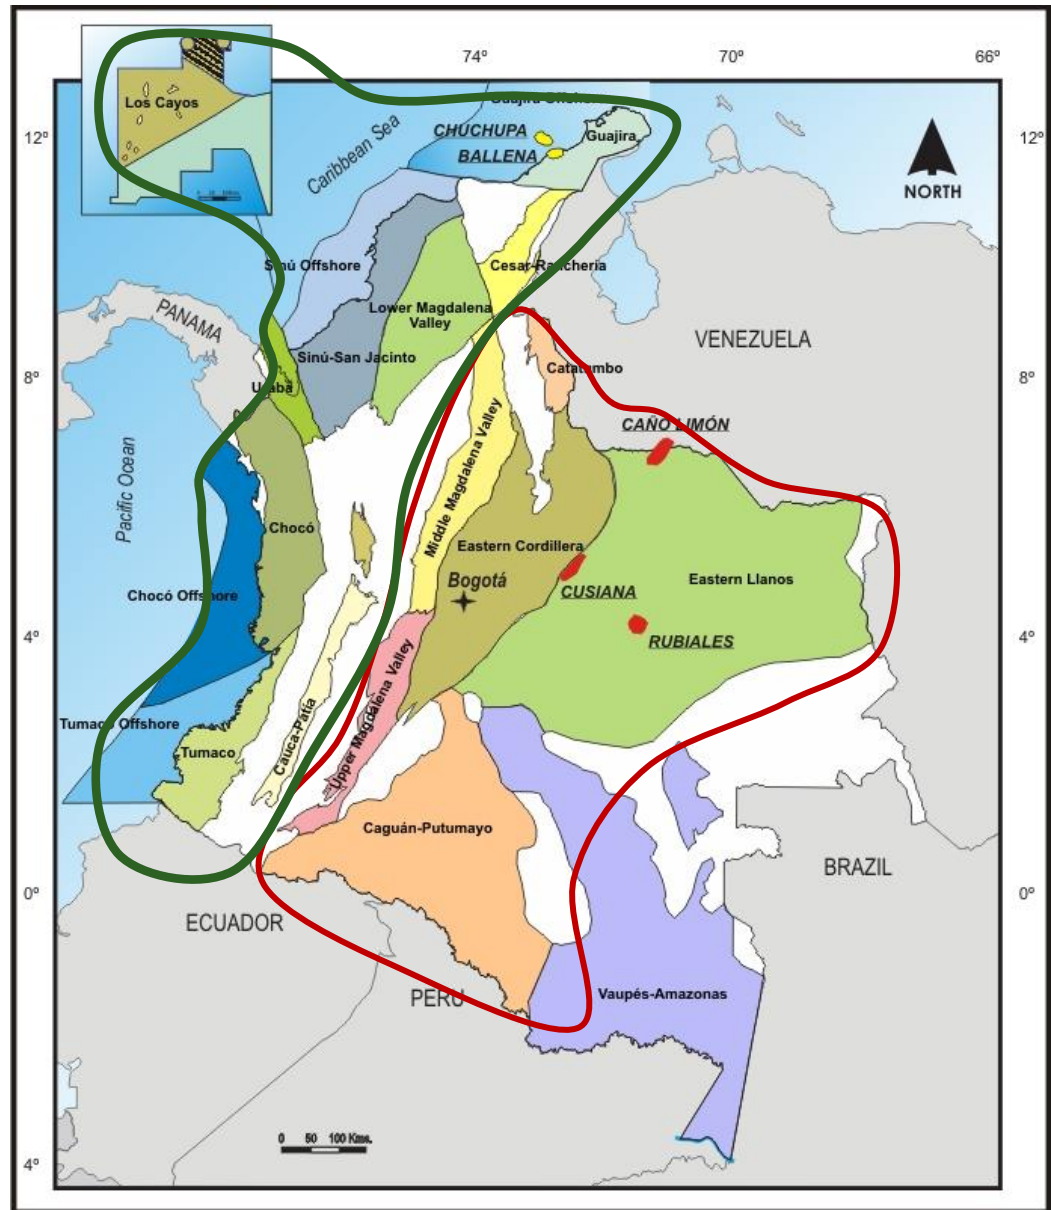 74º
70º
66º
Los Cayos
Guajira Offshore
12º
CHUCHUPA
Guajira
12º
BALLENA
Caribbean Sea
NORTH
Sinú Offshore
Cesar-Ranchería
Lower Magdalena
Valley
PANAMA
VENEZUELA
Sinú-San Jacinto
8º
Catatumbo
8º
Urabá
CAÑO LIMÓN
Middle Magdalena Valley
Pacific Ocean
Chocó
Eastern Cordillera
Bogotá
Eastern Llanos
CUSIANA
Chocó Offshore
4º
RUBIALES
4º
Upper Magdalena Valley
Tumaco Offshore
Cauca-Patía
Tumaco
Caguán-Putumayo
BRAZIL
0º
0º
ECUADOR
PERU
Vaupés-Amazonas
0 50 100 Kms.
4º